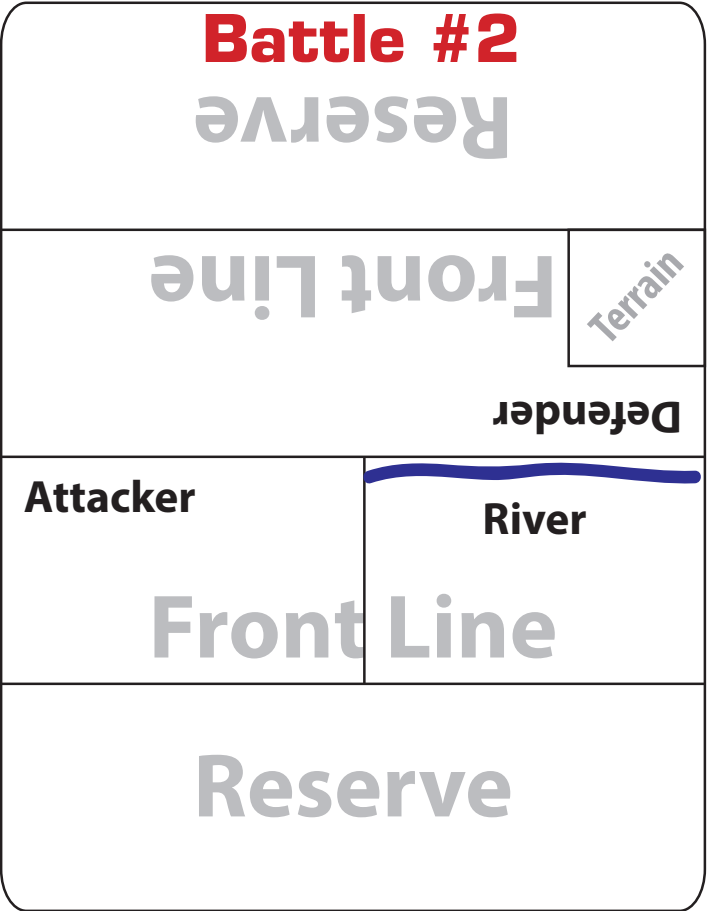 Battle #2
Reserve
Front Line
Terrain
Defender
Attacker
River
Front Line
Reserve